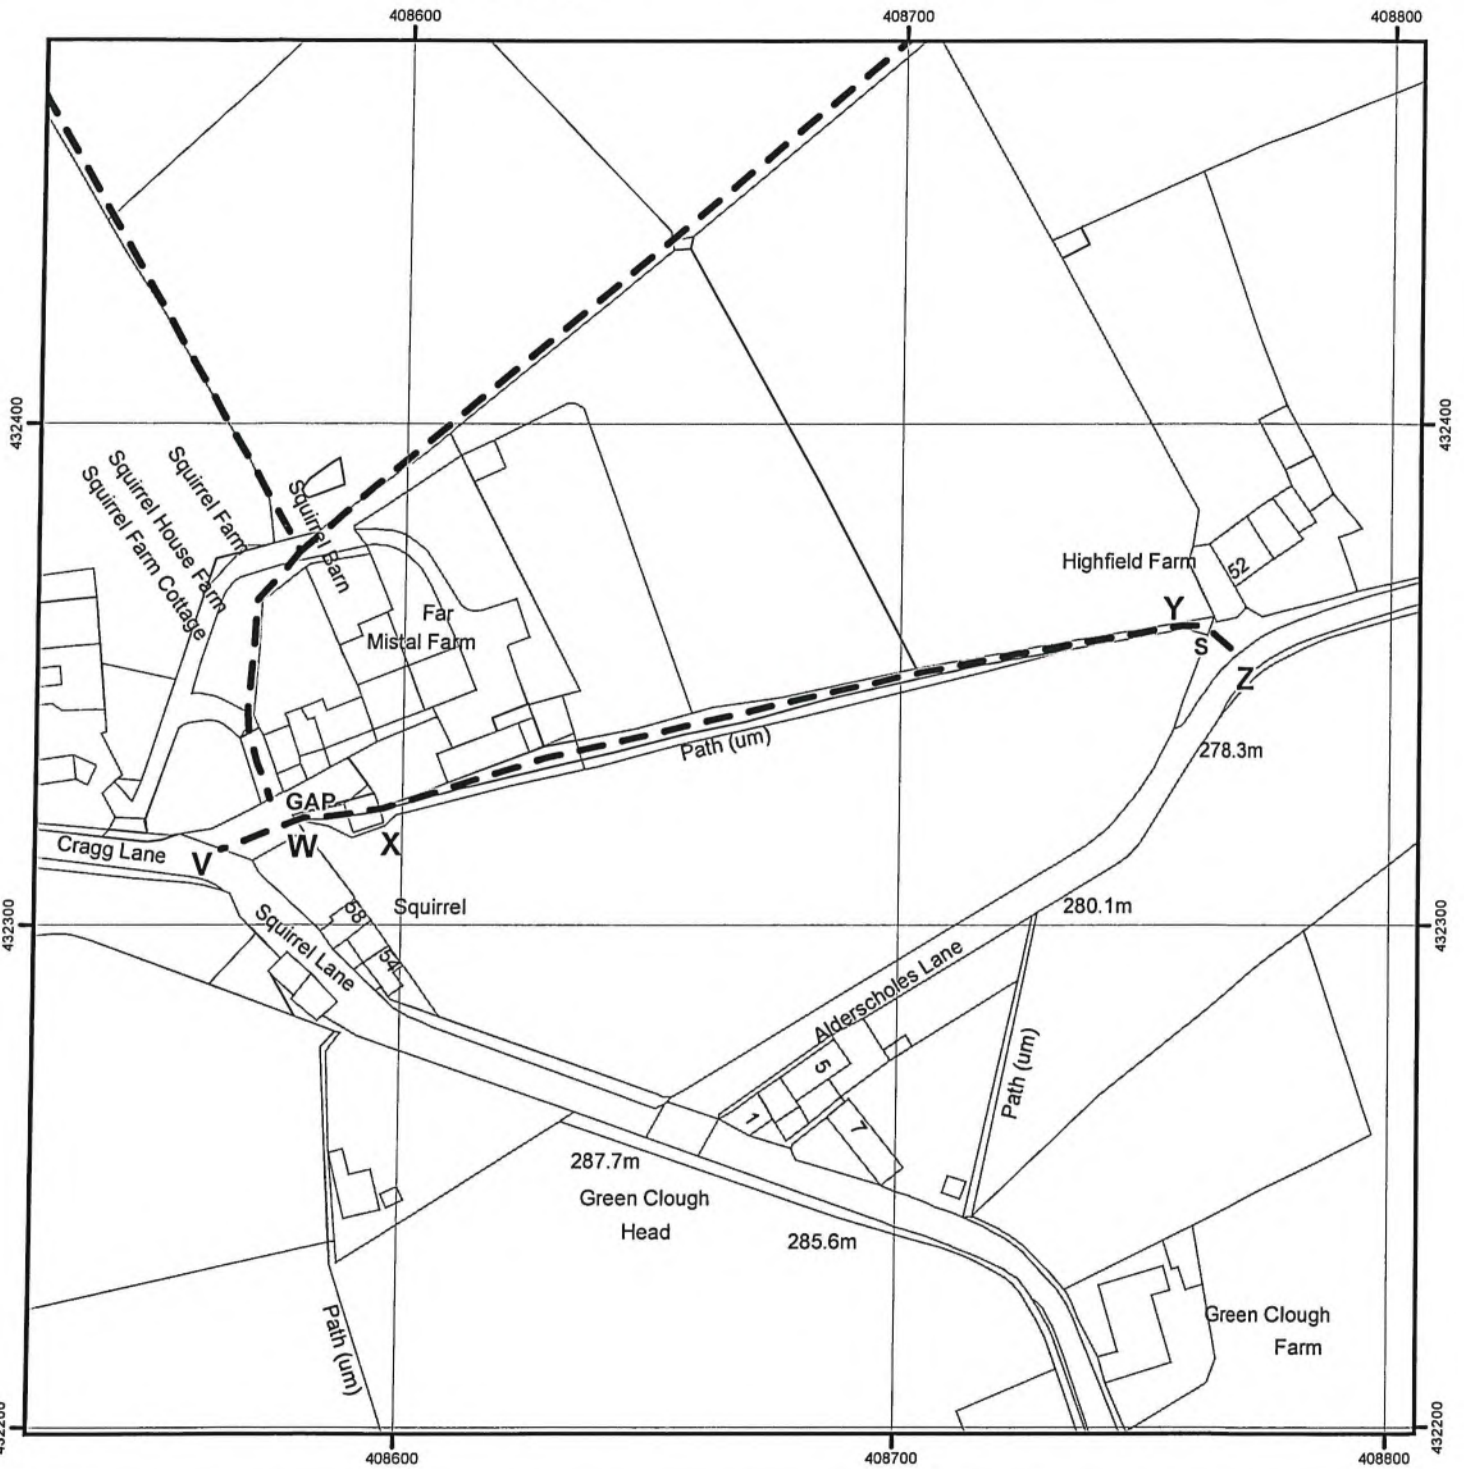 408600
408700
408800
432400
432400
Squirrel Barn
Squirrel Farm
Squirrel House Farm
Squirrel Farm Cottage
Highfield Farm
52
Far
Mistal Farm
Y
S
Z
Path (um)
278.3m
GAP
Cragg Lane
V
W
X
58
Squirrel
280.1m
432300
432300
Squirrel Lane
54
Alderscholes Lane
5
Path (um)
1
7
287.7m
Green Clough
Head
285.6m
Path (um)
Green Clough
Farm
432200
432200
408600
408700
408800